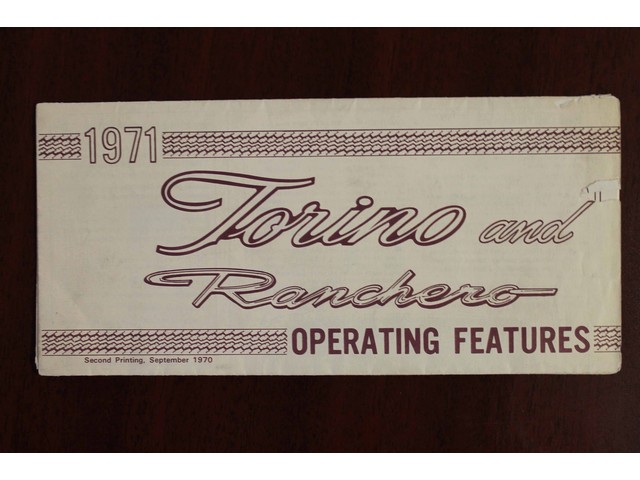 1971
Torino and
Ranchero
OPERATING FEATURES
Second Printing, September 1970